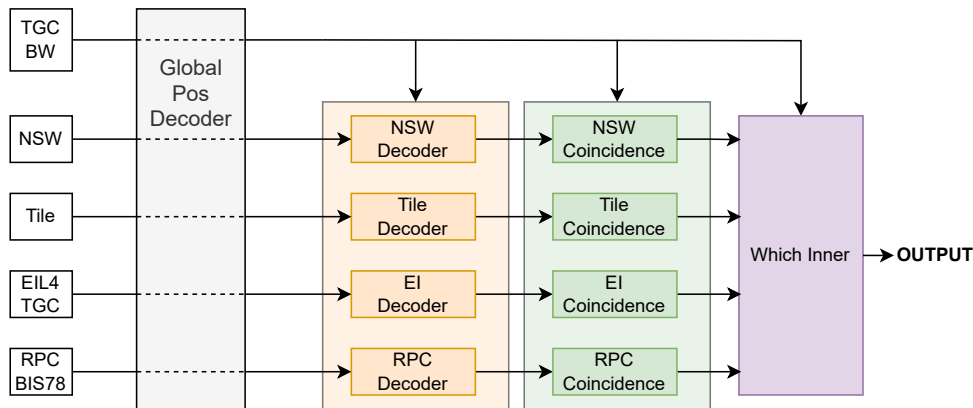 TGC
BW
Global
Pos
Decoder
NSW
NSW
Decoder
NSW
Coincidence
Tile
Tile
Decoder
Tile
Coincidence
Which Inner
OUTPUT
EIL4
TGC
EI
Decoder
EI
Coincidence
RPC
BIS78
RPC
Decoder
RPC
Coincidence